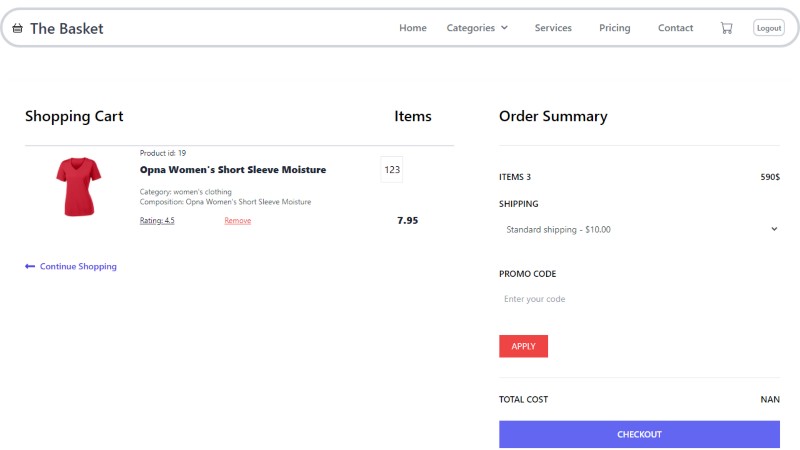 The Basket
Home Categories Services Pricing Contact Logout
Shopping Cart Items
Product id: 19
Opna Women's Short Sleeve Moisture
123
Category: women's clothing
Composition: Opna Women's Short Sleeve Moisture
Rating: 4.5 Remove 7.95
Continue Shopping
Order Summary
ITEMS 3 590$
SHIPPING
Standard shipping - $10.00
PROMO CODE
Enter your code
APPLY
TOTAL COST NAN
CHECKOUT